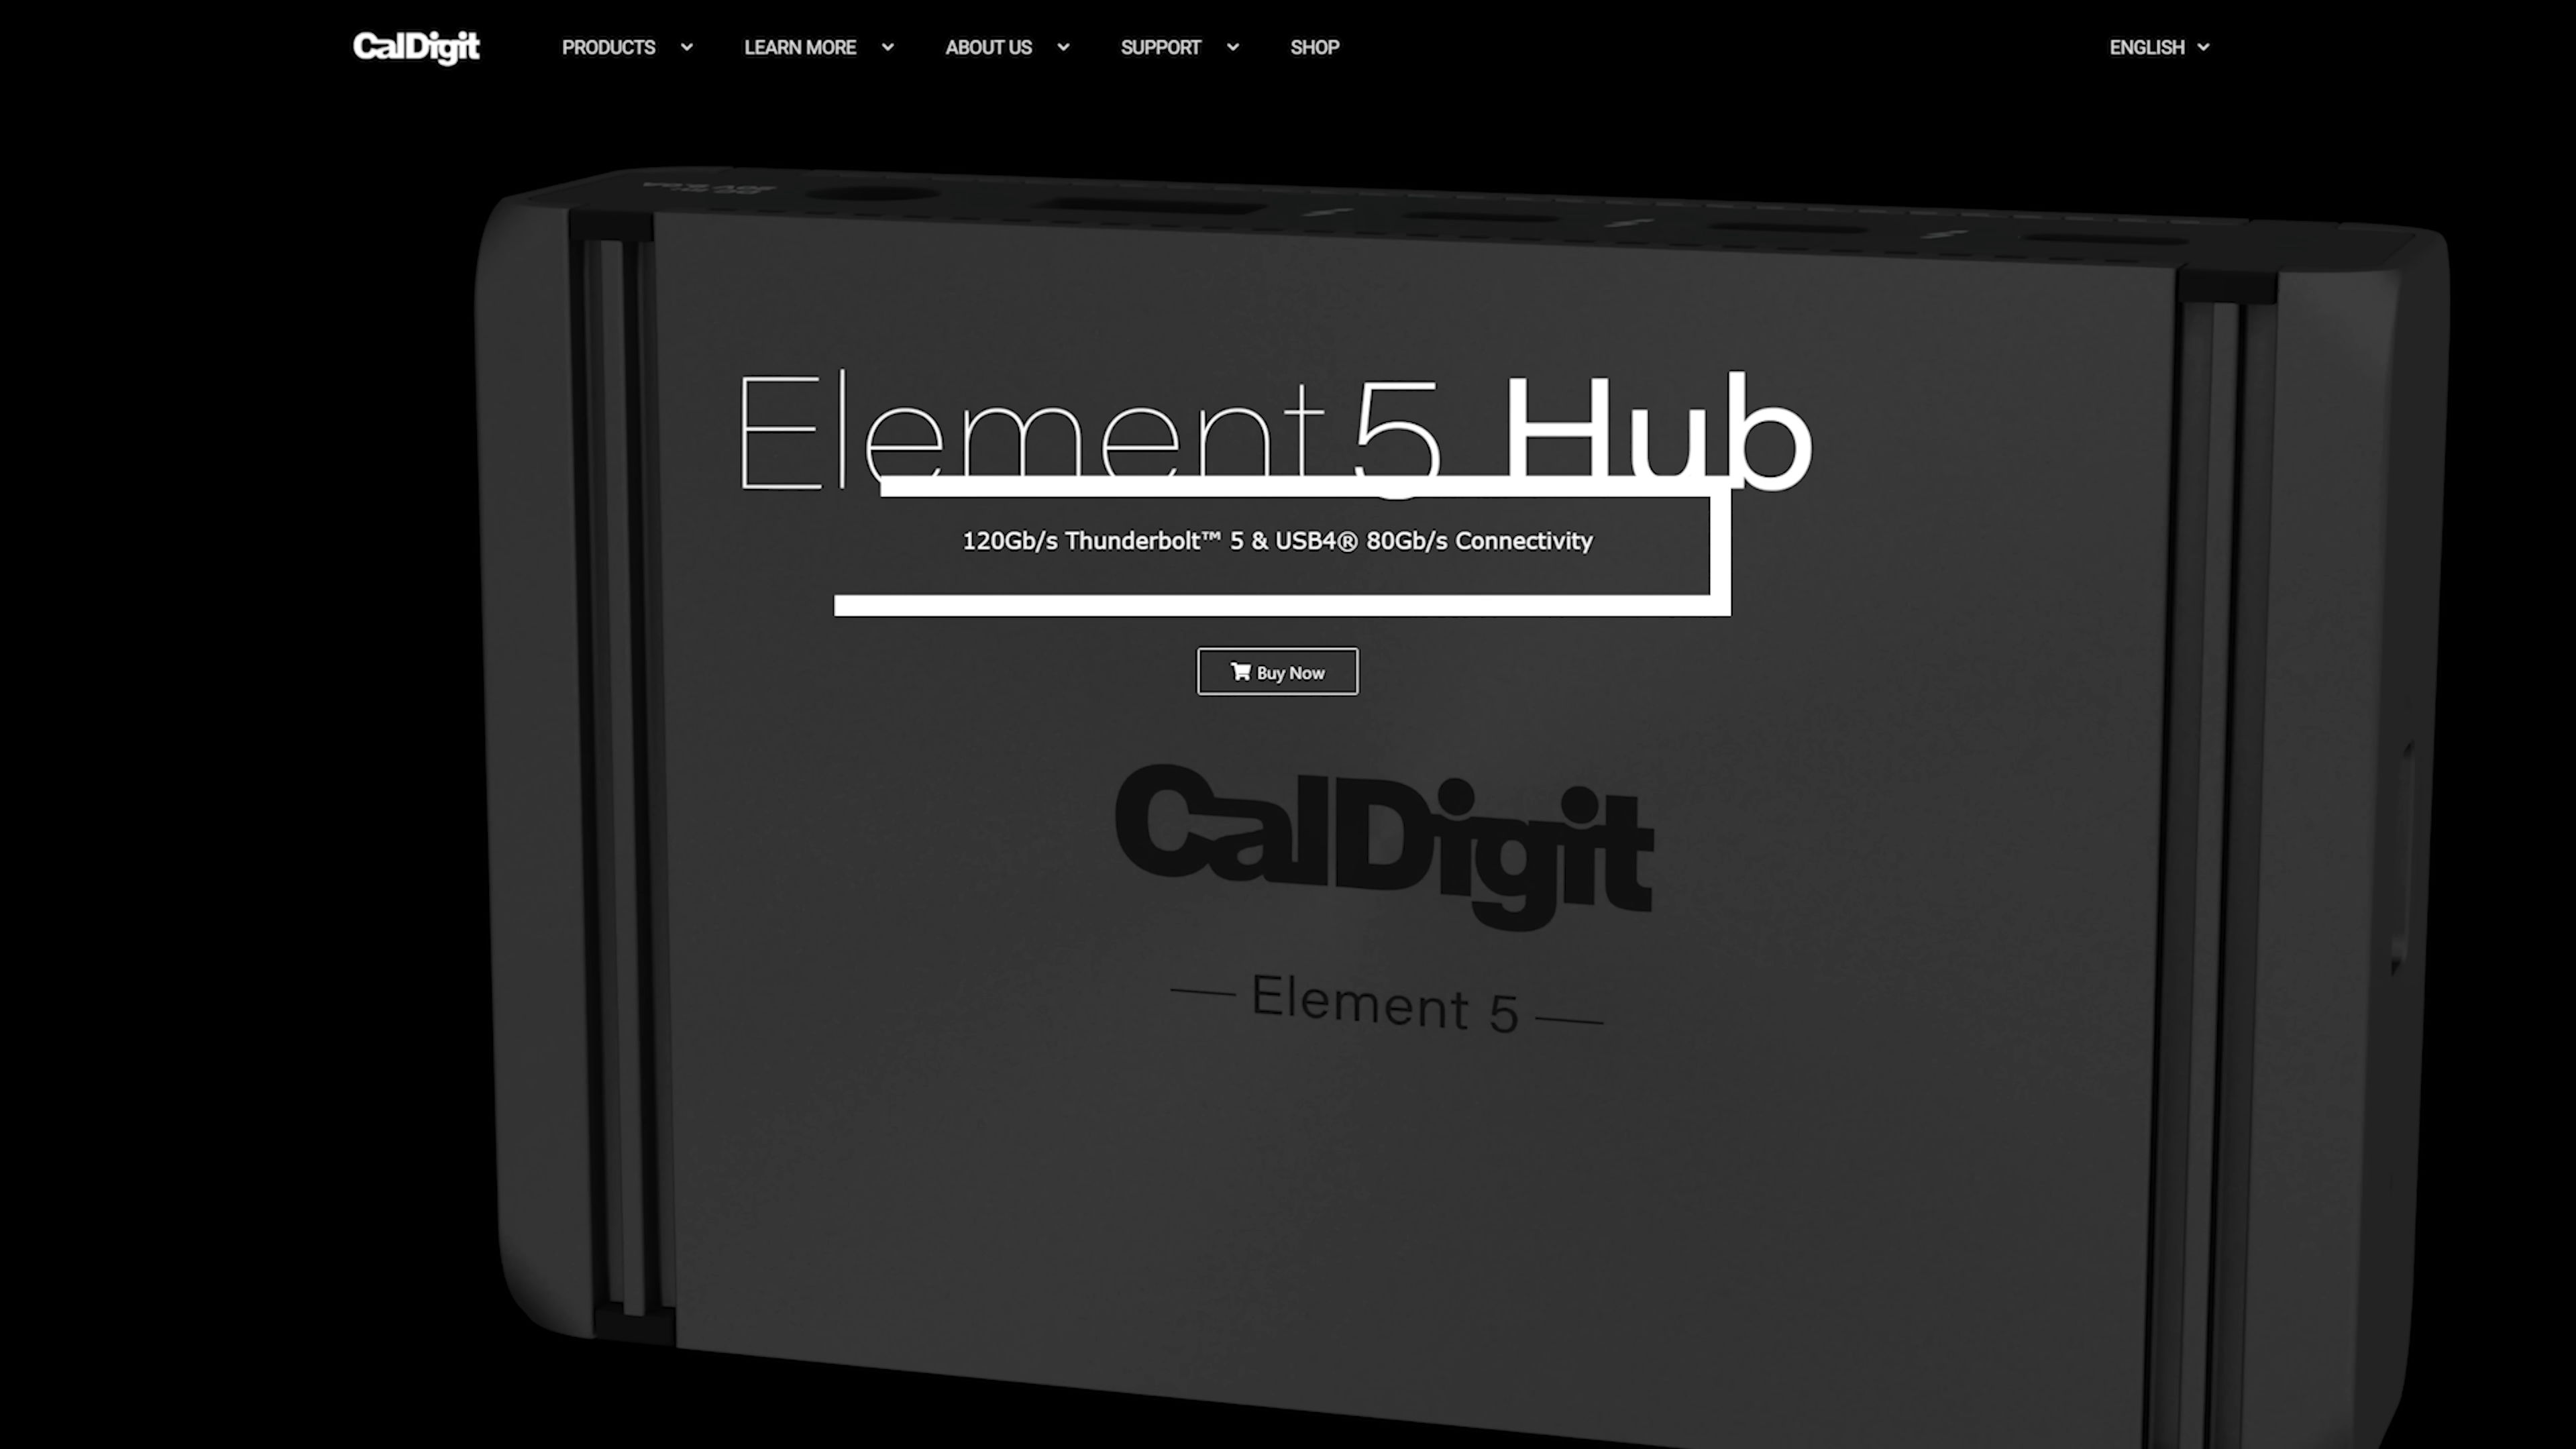 CalDigit PRODUCTS LEARN MORE ABOUT US SUPPORT SHOP ENGLISH
Element 5 Hub
120Gb/s Thunderbolt™ 5 & USB4® 80Gb/s Connectivity
Buy Now
CalDigit
Element 5